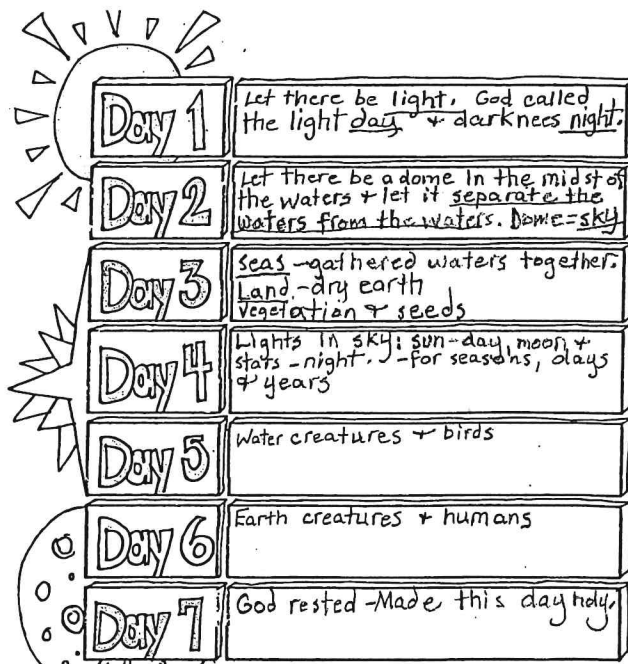 Day 1
Let there be light. God called
the light day + darknees night.
Day 2
Let there be a dome in the midst of
the waters + let it separate the
waters from the waters. Dome=sky
Day 3
seas -gathered waters together.
Land -dry earth
vegetation + seeds
Day 4
Lights in sky: sun-day, moon +
stats -night. -for seasons, days
+ years
Day 5
Water creatures + birds
Day 6
Earth creatures + humans
Day 7
God rested -Made this day holy.